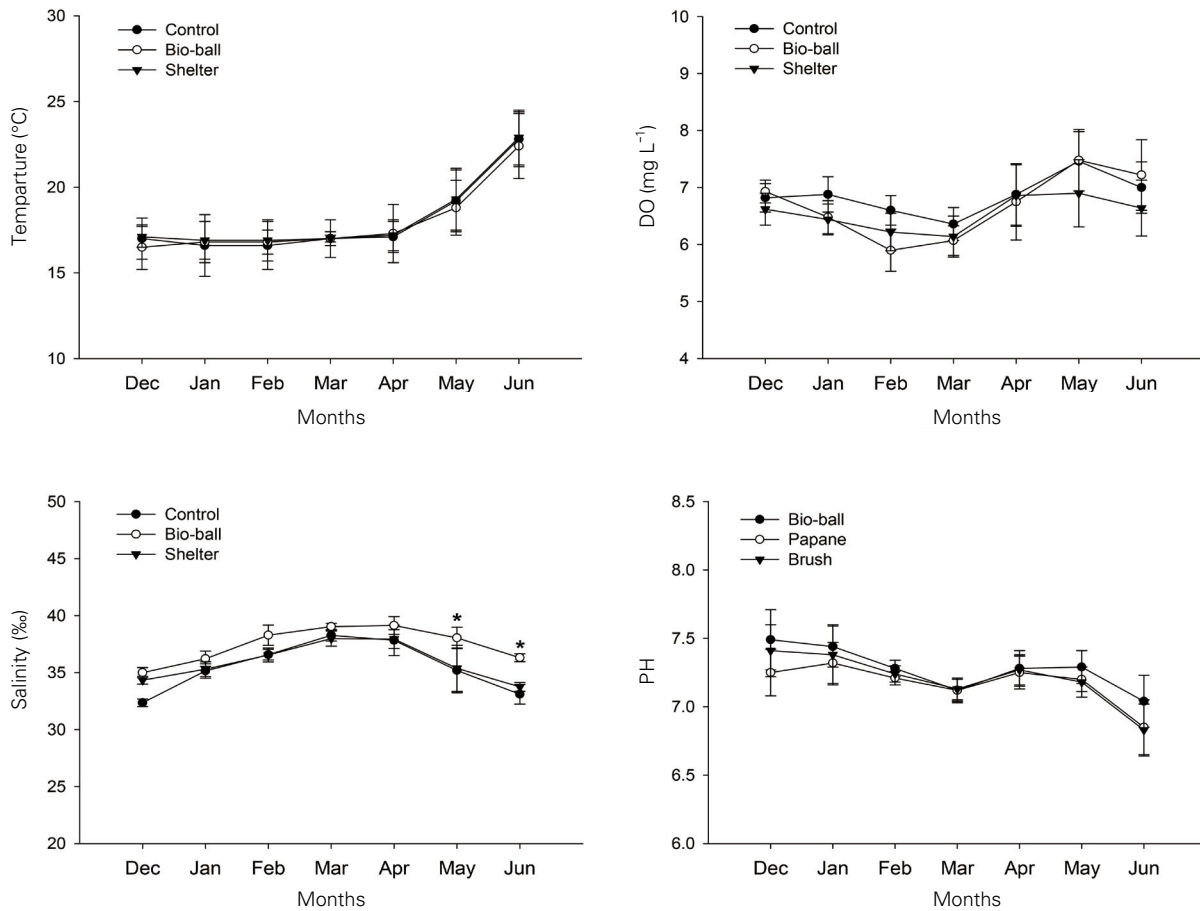 Temparture (°C)
30
25
20
15
10
Control
Bio-ball
Shelter
Dec Jan Feb Mar Apr May Jun
Months
DO (mg L⁻¹)
10
9
8
7
6
5
4
Control
Bio-ball
Shelter
Dec Jan Feb Mar Apr May Jun
Months
Salinity (‰)
50
45
40
35
30
25
20
Control
Bio-ball
Shelter
* *
Dec Jan Feb Mar Apr May Jun
Months
PH
8.5
8.0
7.5
7.0
6.5
6.0
Bio-ball
Papane
Brush
Dec Jan Feb Mar Apr May Jun
Months